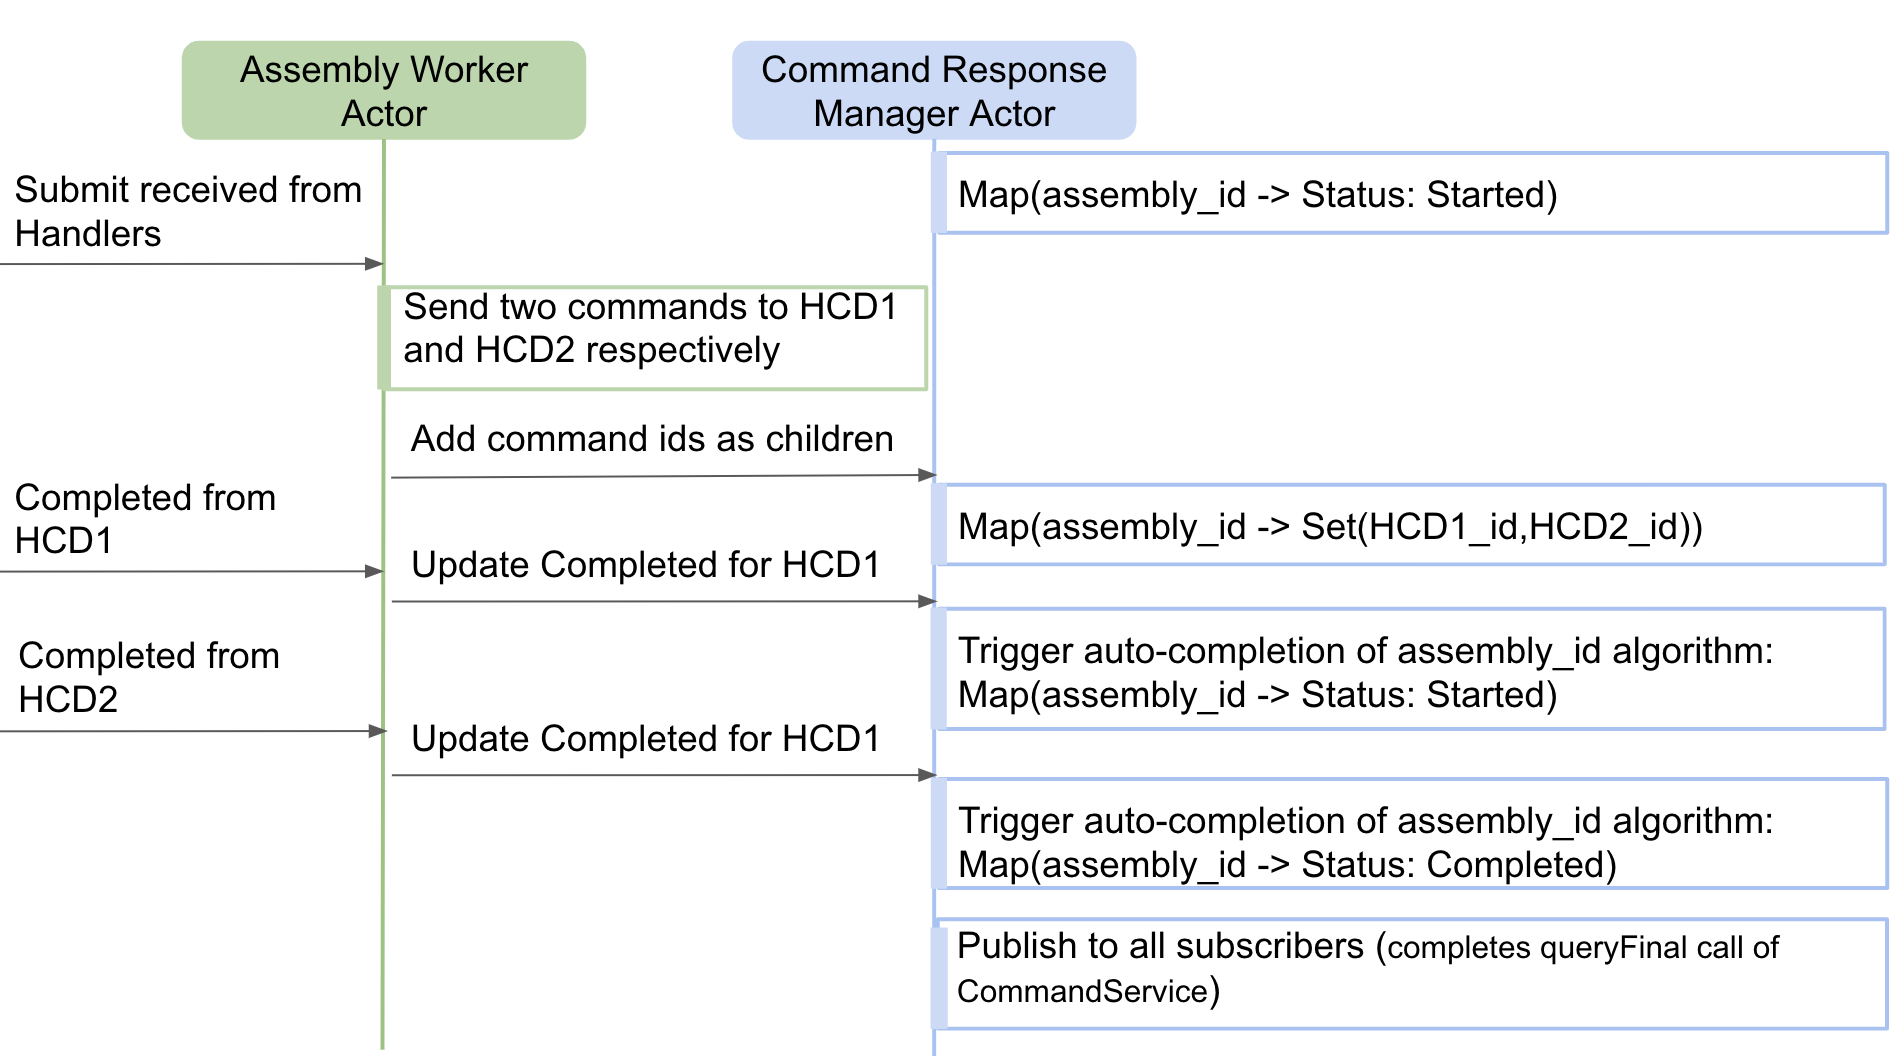 Assembly Worker
Actor
Command Response
Manager Actor
Submit received from
Handlers
Map(assembly_id -> Status: Started)
Send two commands to HCD1
and HCD2 respectively
Add command ids as children
Completed from
HCD1
Map(assembly_id -> Set(HCD1_id,HCD2_id))
Update Completed for HCD1
Trigger auto-completion of assembly_id algorithm:
Map(assembly_id -> Status: Started)
Completed from
HCD2
Update Completed for HCD1
Trigger auto-completion of assembly_id algorithm:
Map(assembly_id -> Status: Completed)
Publish to all subscribers (completes queryFinal call of
CommandService)